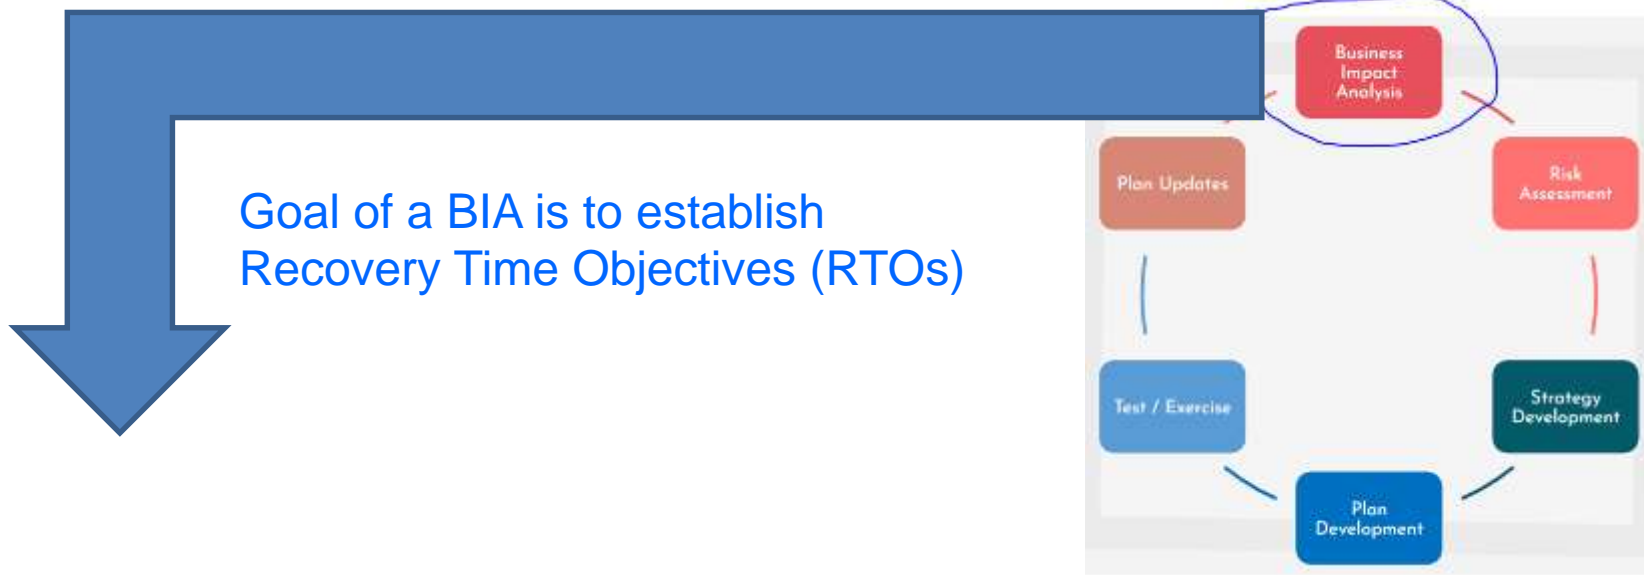 Goal of a BIA is to establish
Recovery Time Objectives (RTOs)
Business
Impact
Analysis
Risk
Assessment
Strategy
Development
Plan
Development
Test / Exercise
Plan Updates